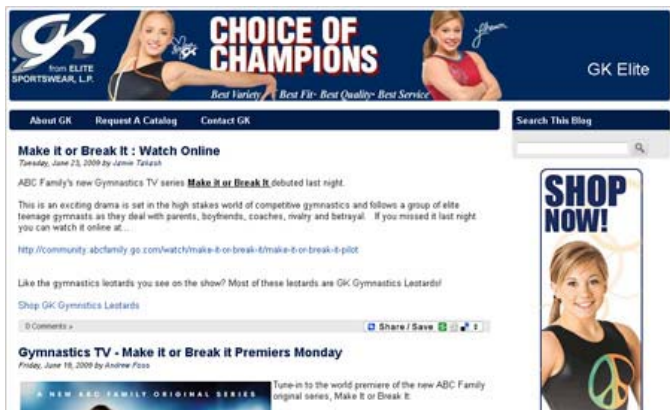 GK
from ELITE
SPORTSWEAR, L.P.
CHOICE OF
CHAMPIONS
Best Variety · Best Fit · Best Quality · Best Service
GK Elite
About GK Request A Catalog Contact GK
Search This Blog
Make it or Break It : Watch Online
Tuesday, June 23, 2009 by Jamie Takash
ABC Family's new Gymnastics TV series Make it or Break It debuted last night.
This is an exciting drama is set in the high stakes world of competitive gymnastics and follows a group of elite
teenage gymnasts as they deal with parents, boyfriends, coaches, rivalry and betrayal. If you missed it last night
you can watch it online at...
http://community.abcfamily.go.com/watch/make-it-or-break-it/make-it-or-break-it-pilot
Like the gymnastics leotards you see on the show? Most of these leotards are GK Gymnastics Leotards!
Shop GK Gymnstics Leotards
0 Comments »
Share / Save
SHOP
NOW!
Gymnastics TV - Make it or Break it Premiers Monday
Friday, June 19, 2009 by Andrew Foss
A NEW ABC FAMILY ORIGINAL SERIES
Tune-in to the world premiere of the new ABC Family
original series, Make It or Break It